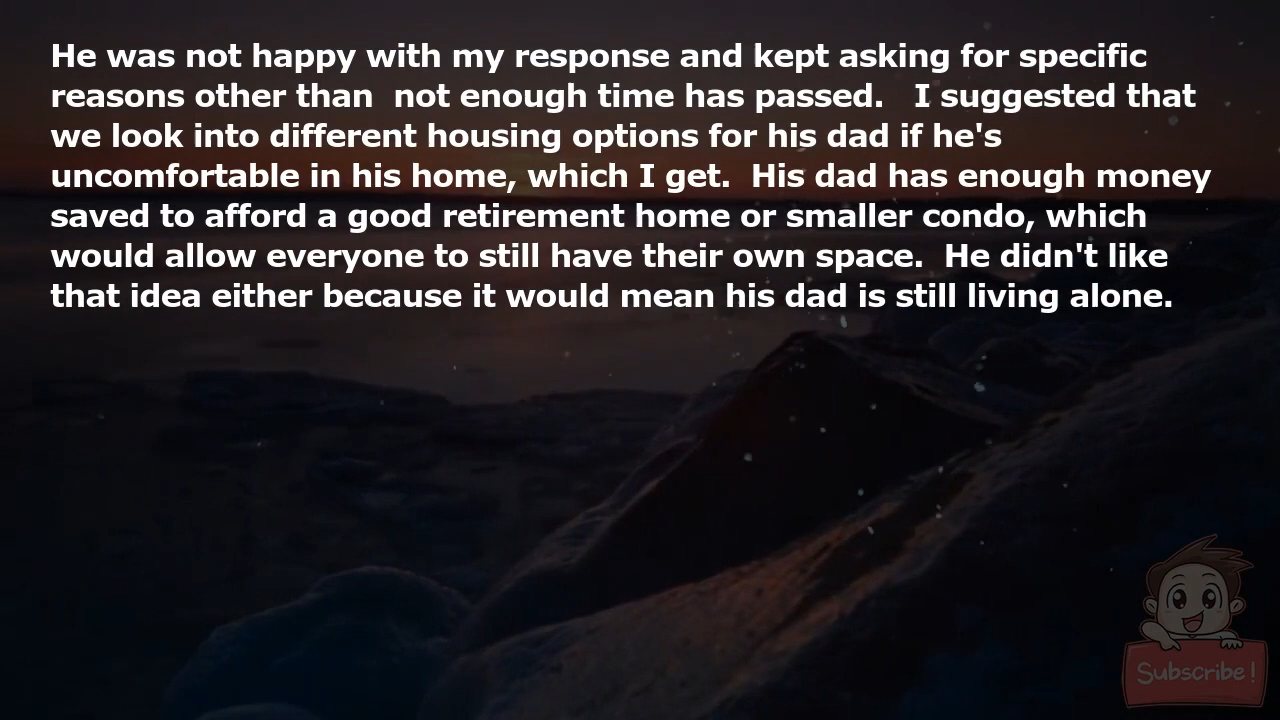 He was not happy with my response and kept asking for specific
reasons other than  not enough time has passed.   I suggested that
we look into different housing options for his dad if he's
uncomfortable in his home, which I get.  His dad has enough money
saved to afford a good retirement home or smaller condo, which
would allow everyone to still have their own space.  He didn't like
that idea either because it would mean his dad is still living alone.
Subscribe!